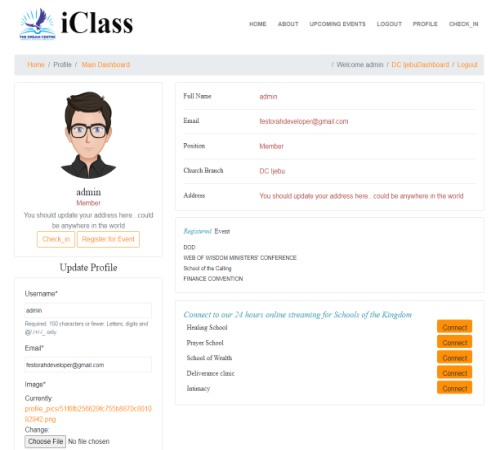 iClass
THE DREAM CENTRE
HOME ABOUT UPCOMING EVENTS LOGOUT PROFILE CHECK_IN
Home / Profile / Main Dashboard
/ Welcome admin / DC IjebuDashboard / Logout
admin
Member
You should update your address here.. could
be anywhere in the world
Check_in Register for Event
Full Name admin
Email festorahdeveloper@gmail.com
Position Member
Church Branch DC Ijebu
Address You should update your address here.. could be anywhere in the world
Registered Event
DOD
WEB OF WISDOM MINISTERS' CONFERENCE
School of the Calling
FINANCE CONVENTION
Connect to our 24 hours online streaming for Schools of the Kingdom
Healing School Connect
Prayer School Connect
School of Wealth Connect
Deliverance clinic Connect
Intimacy Connect
Update Profile
Username*
admin
Required. 150 characters or fewer. Letters, digits and
@/./+/-/_ only.
Email*
festorahdeveloper@gmail.com
Image*
Currently:
Change:
Choose File No file chosen